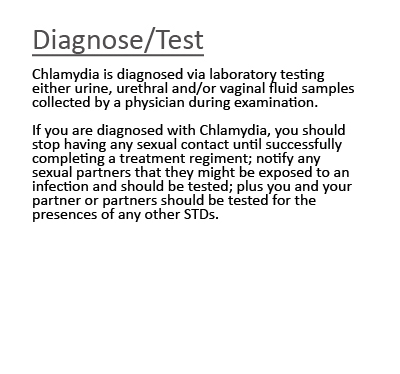 Diagnose/Test
Chlamydia is diagnosed via laboratory testing
either urine, urethral and/or vaginal fluid samples
collected by a physician during examination.
If you are diagnosed with Chlamydia, you should
stop having any sexual contact until successfully
completing a treatment regiment; notify any
sexual partners that they might be exposed to an
infection and should be tested; plus you and your
partner or partners should be tested for the
presences of any other STDs.